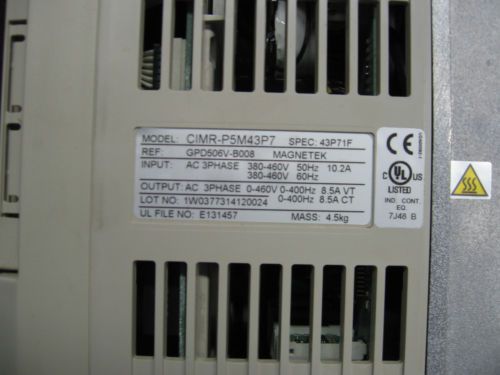 MODEL: CIMR-P5M43P7 SPEC: 43P71F
REF: GPD506V-B008 MAGNETEK
INPUT: AC 3PHASE 380-460V 50Hz 10.2A
380-460V 60Hz
OUTPUT: AC 3PHASE 0-460V 0-400Hz 8.5A VT
LOT NO: 1W0377314120024 0-400Hz 8.5A CT
UL FILE NO: E131457 MASS: 4.5kg
CE
C UL US
LISTED
IND. CONT.
EQ.
7J48 B